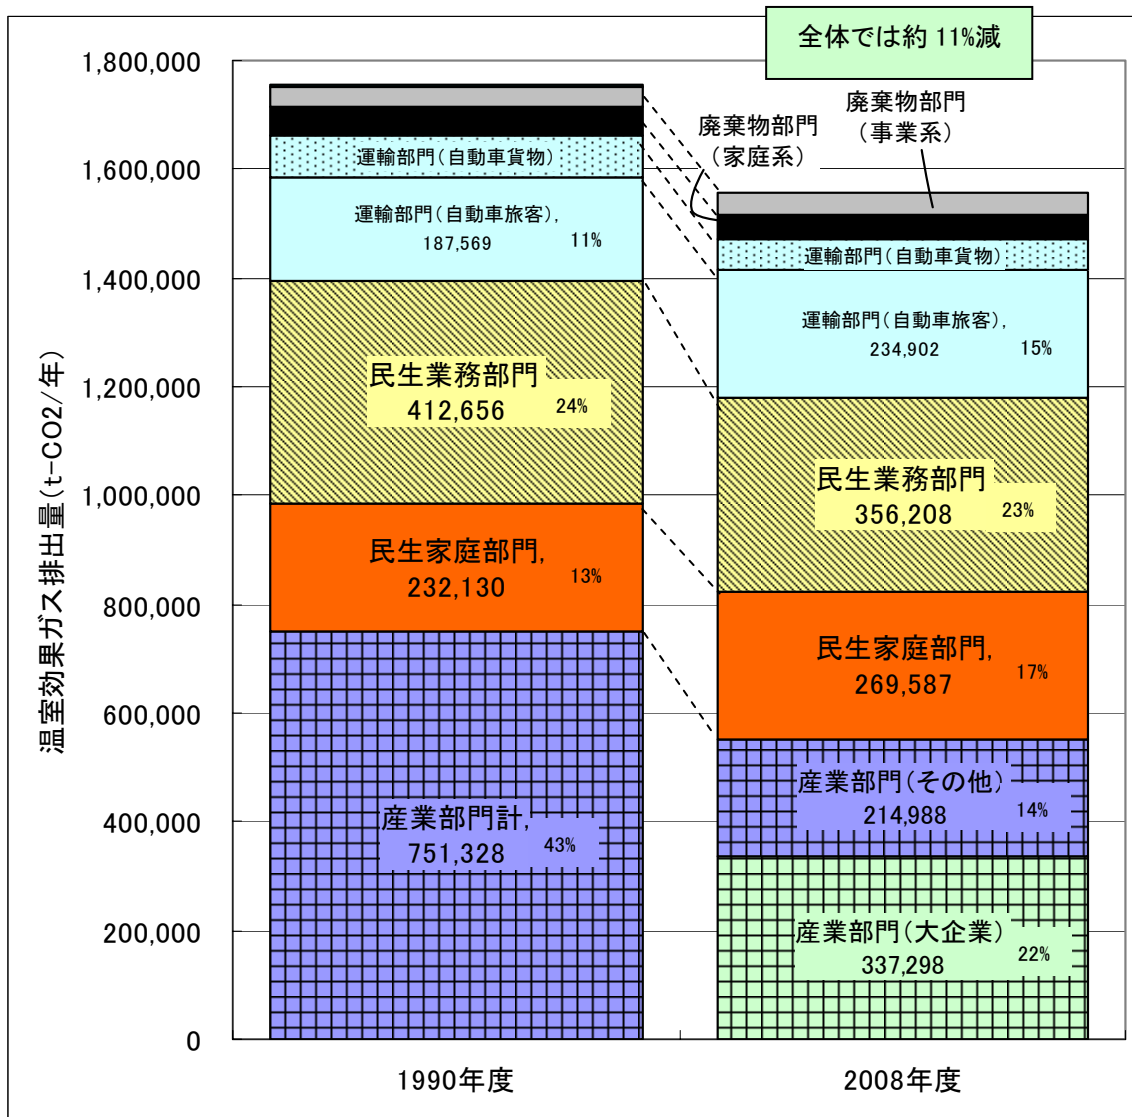 全体では約 11%減
温室効果ガス排出量(t-CO2/年)
1,800,000
1,600,000
1,400,000
1,200,000
1,000,000
800,000
600,000
400,000
200,000
0
運輸部門(自動車貨物)
運輸部門(自動車旅客),
187,569 11%
民生業務部門
412,656 24%
民生家庭部門,
232,130 13%
産業部門計,
751,328 43%
1990年度
廃棄物部門
(家庭系)
廃棄物部門
(事業系)
運輸部門(自動車貨物)
運輸部門(自動車旅客),
234,902 15%
民生業務部門
356,208 23%
民生家庭部門,
269,587 17%
産業部門(その他)
214,988 14%
産業部門(大企業)
337,298 22%
2008年度